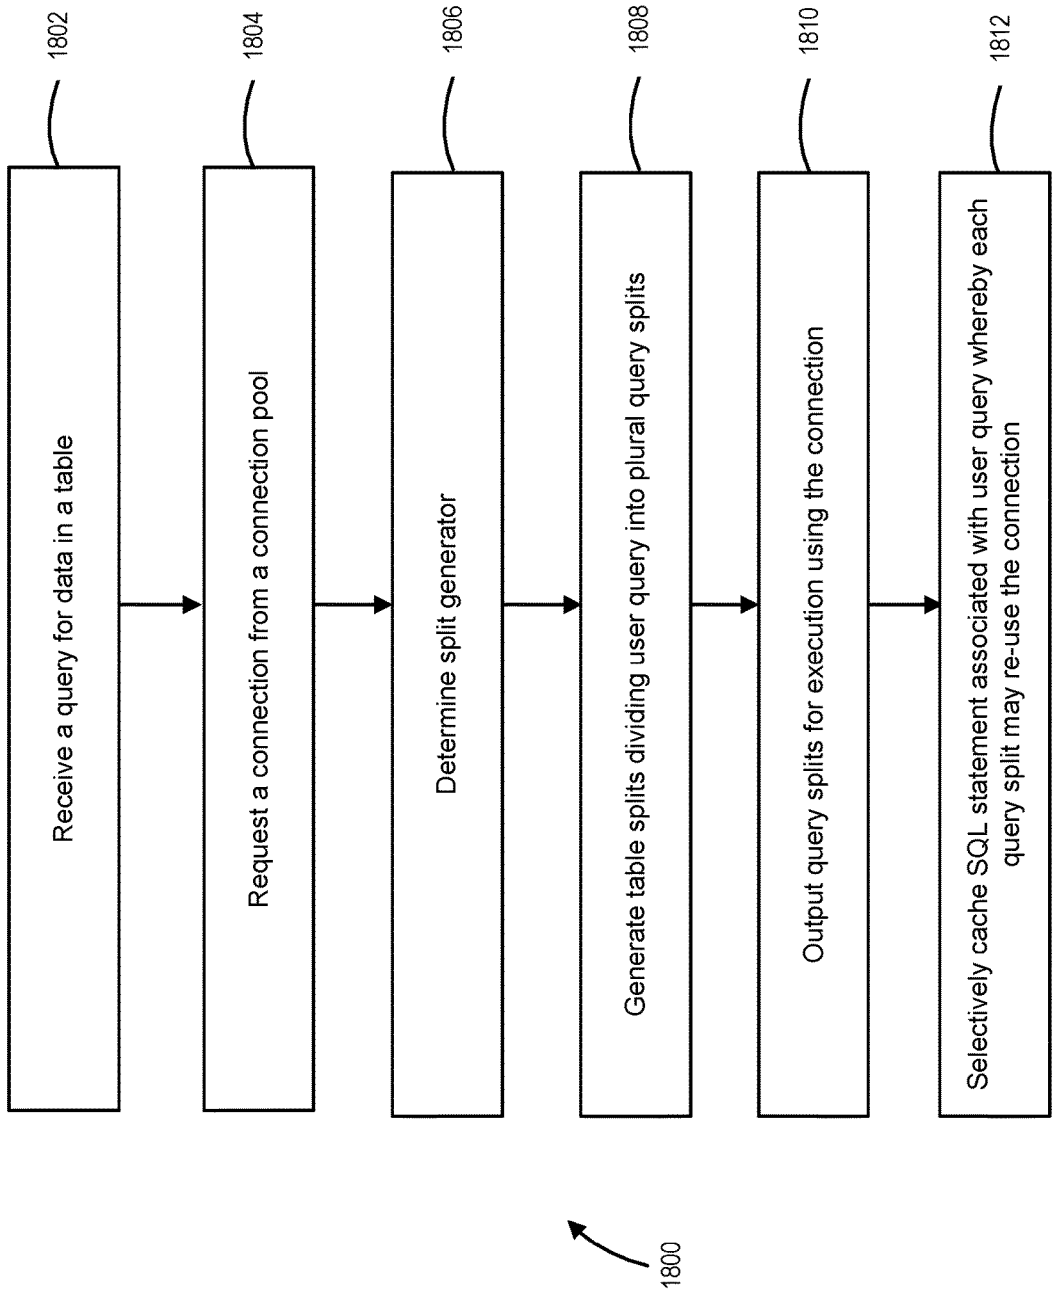 Receive a query for data in a table
1802
Request a connection from a connection pool
1804
Determine split generator
1806
Generate table splits dividing user query into plural query splits
1808
Output query splits for execution using the connection
1810
Selectively cache SQL statement associated with user query whereby each
query split may re-use the connection
1812
1800